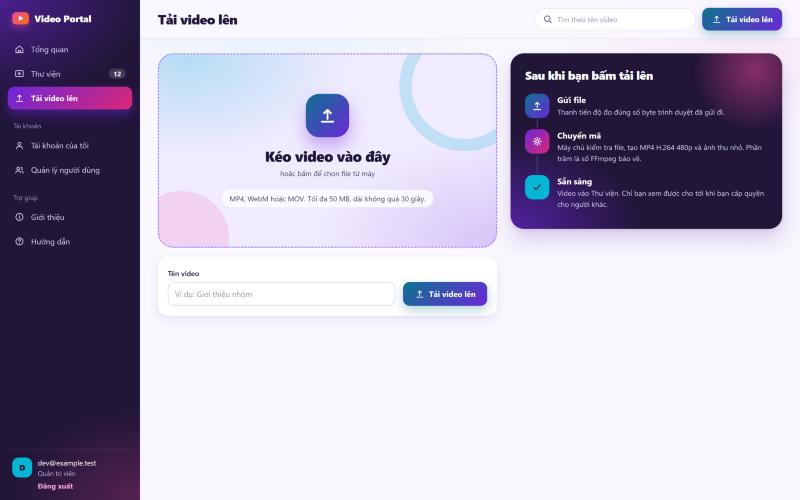 Video Portal
Tổng quan
Thư viện
12
Tải video lên
Tài khoản
Tài khoản của tôi
Quản lý người dùng
Trợ giúp
Giới thiệu
Hướng dẫn
D
dev@example.test
Quản trị viên
Đăng xuất
Tải video lên
Tìm theo tên video
Tải video lên
Kéo video vào đây
hoặc bấm để chọn file từ máy
MP4, WebM hoặc MOV. Tối đa 50 MB, dài không quá 30 giây.
Tên video
Ví dụ: Giới thiệu nhóm
Tải video lên
Sau khi bạn bấm tải lên
Gửi file
Thanh tiến độ đo đúng số byte trình duyệt đã gửi đi.
Chuyển mã
Máy chủ kiểm tra file, tạo MP4 H.264 480p và ảnh thu nhỏ. Phần
trăm là số FFmpeg báo về.
Sẵn sàng
Video vào Thư viện. Chỉ bạn xem được cho tới khi bạn cấp quyền
cho người khác.